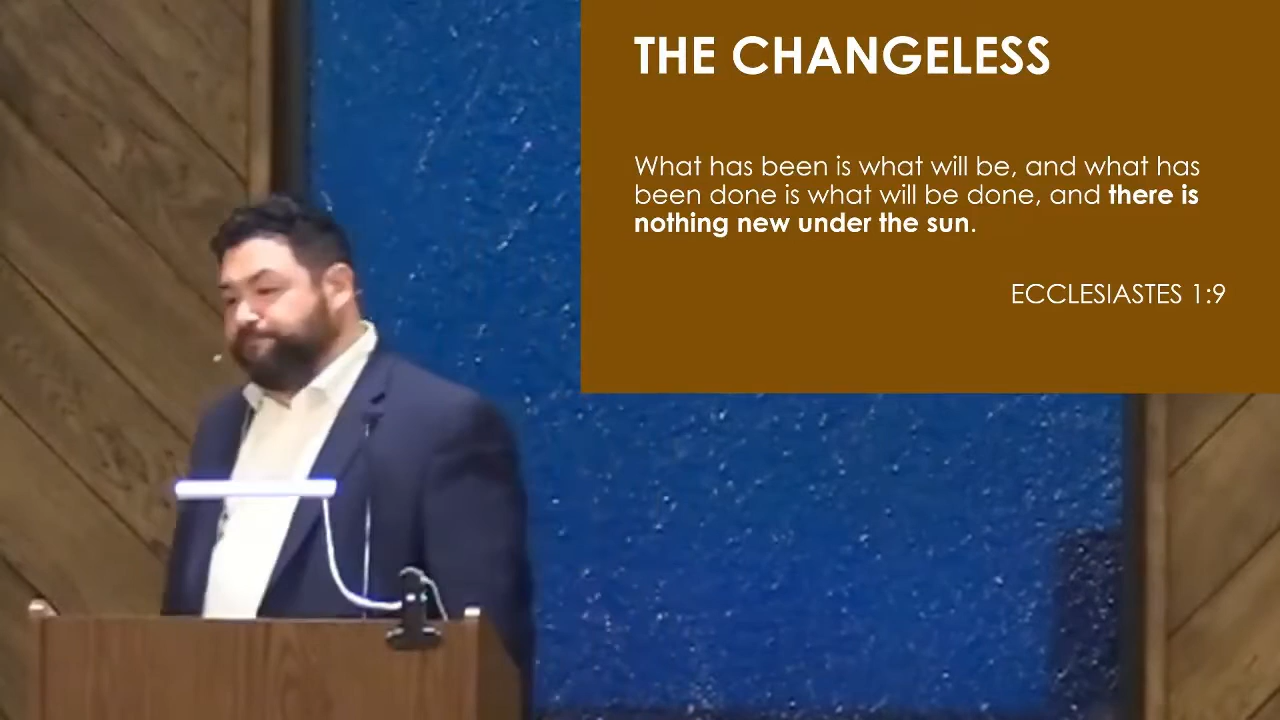 THE CHANGELESS
What has been is what will be, and what has
been done is what will be done, and there is
nothing new under the sun.
ECCLESIASTES 1:9